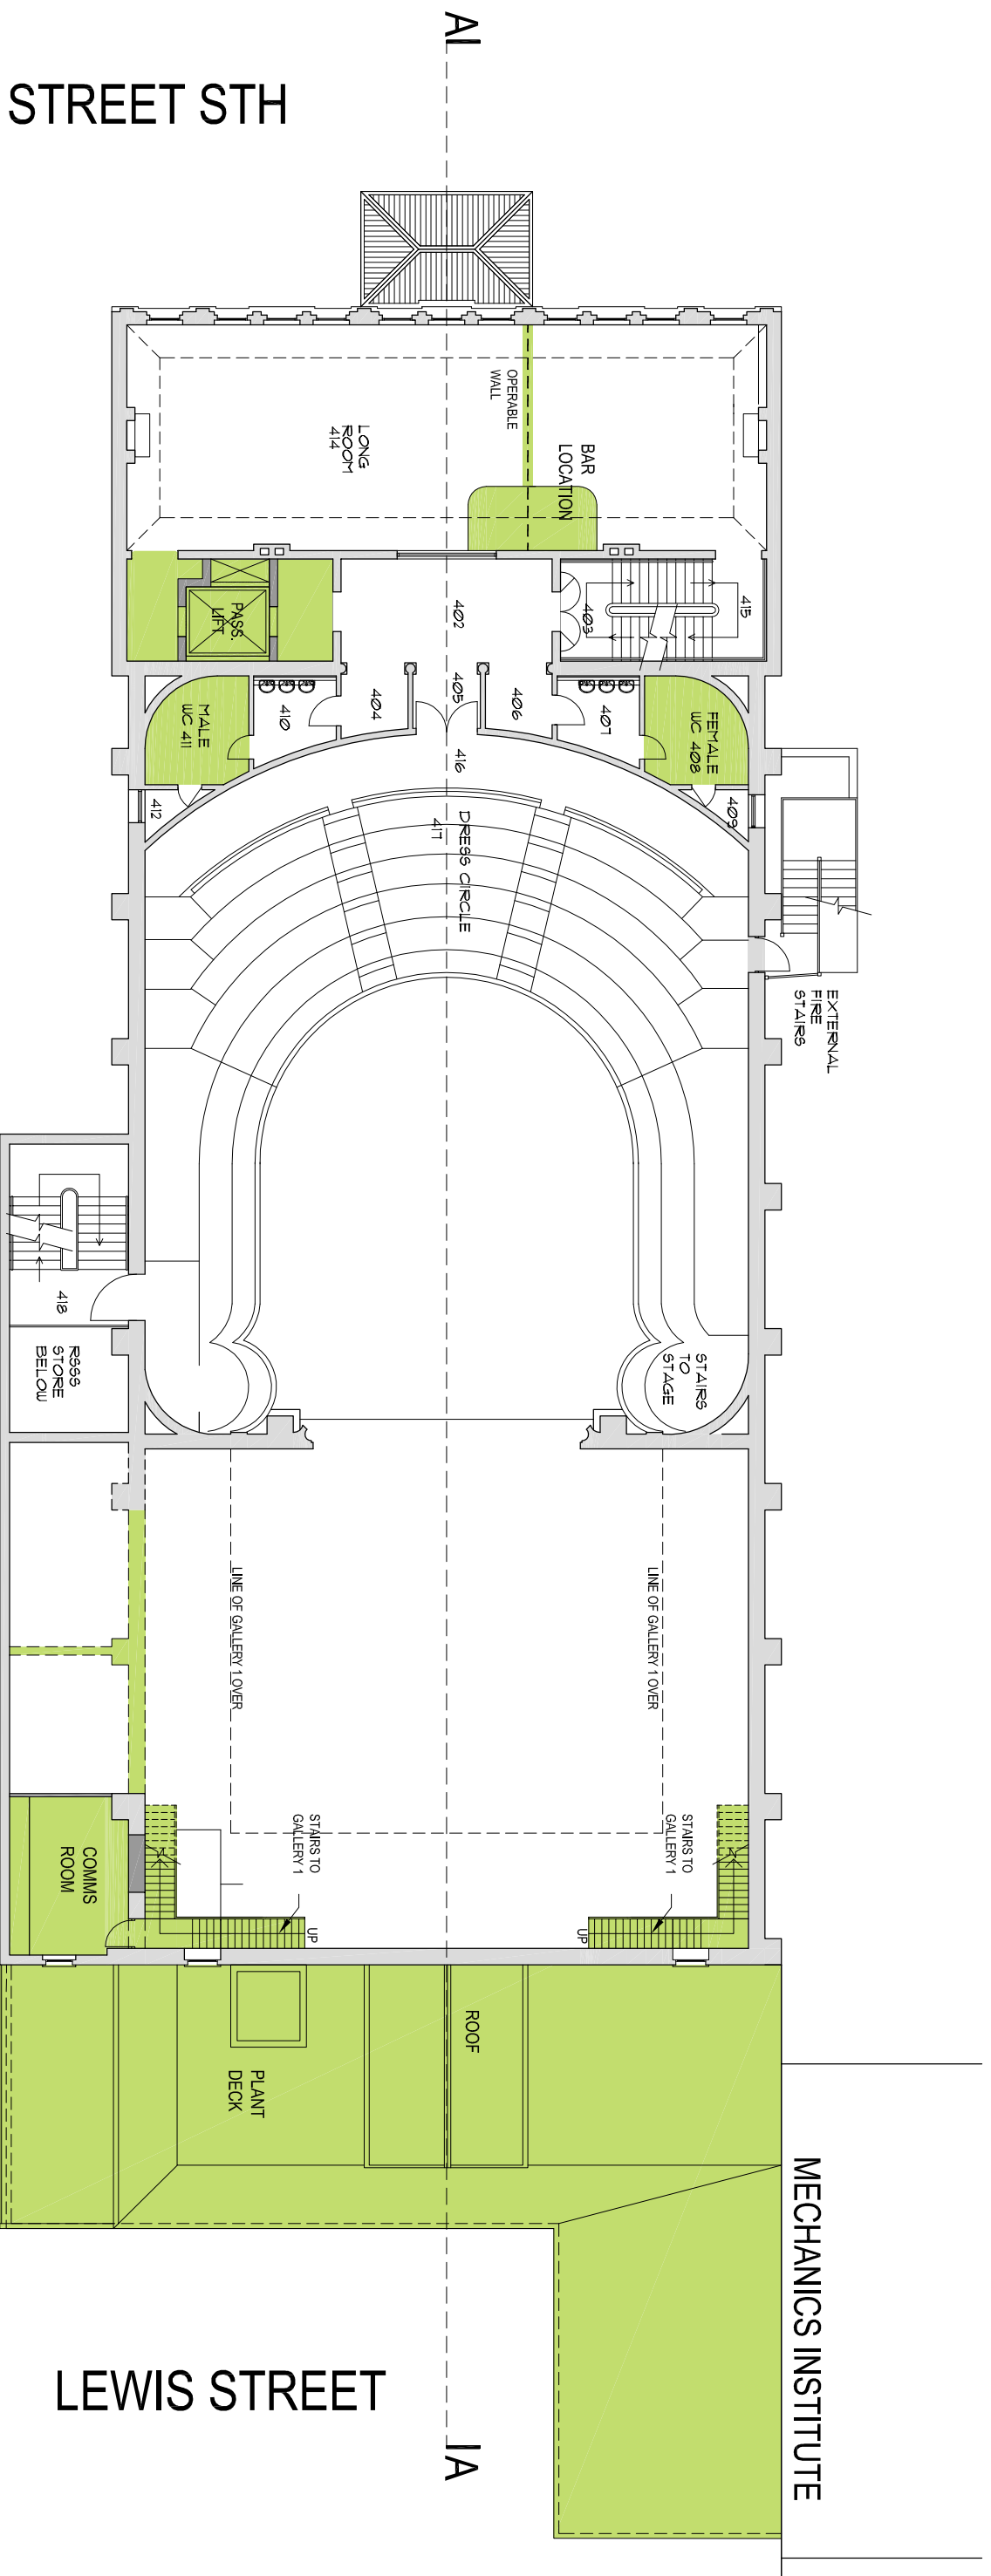 A
STREET STH
OPERABLE
WALL
BAR
LOCATION
LONG
ROOM
414
PASS.
LIFT
402
403
415
MALE
WC 411
410
404
405
406
407
FEMALE
WC 408
416
412
409
DRESS CIRCLE
417
EXTERNAL
FIRE
STAIRS
418
RSSS
STORE
BELOW
STAIRS
TO
STAGE
LINE OF GALLERY 1 OVER
LINE OF GALLERY 1 OVER
STAIRS TO
GALLERY 1
STAIRS TO
GALLERY 1
COMMS
ROOM
UP
UP
ROOF
PLANT
DECK
MECHANICS INSTITUTE
LEWIS STREET
A